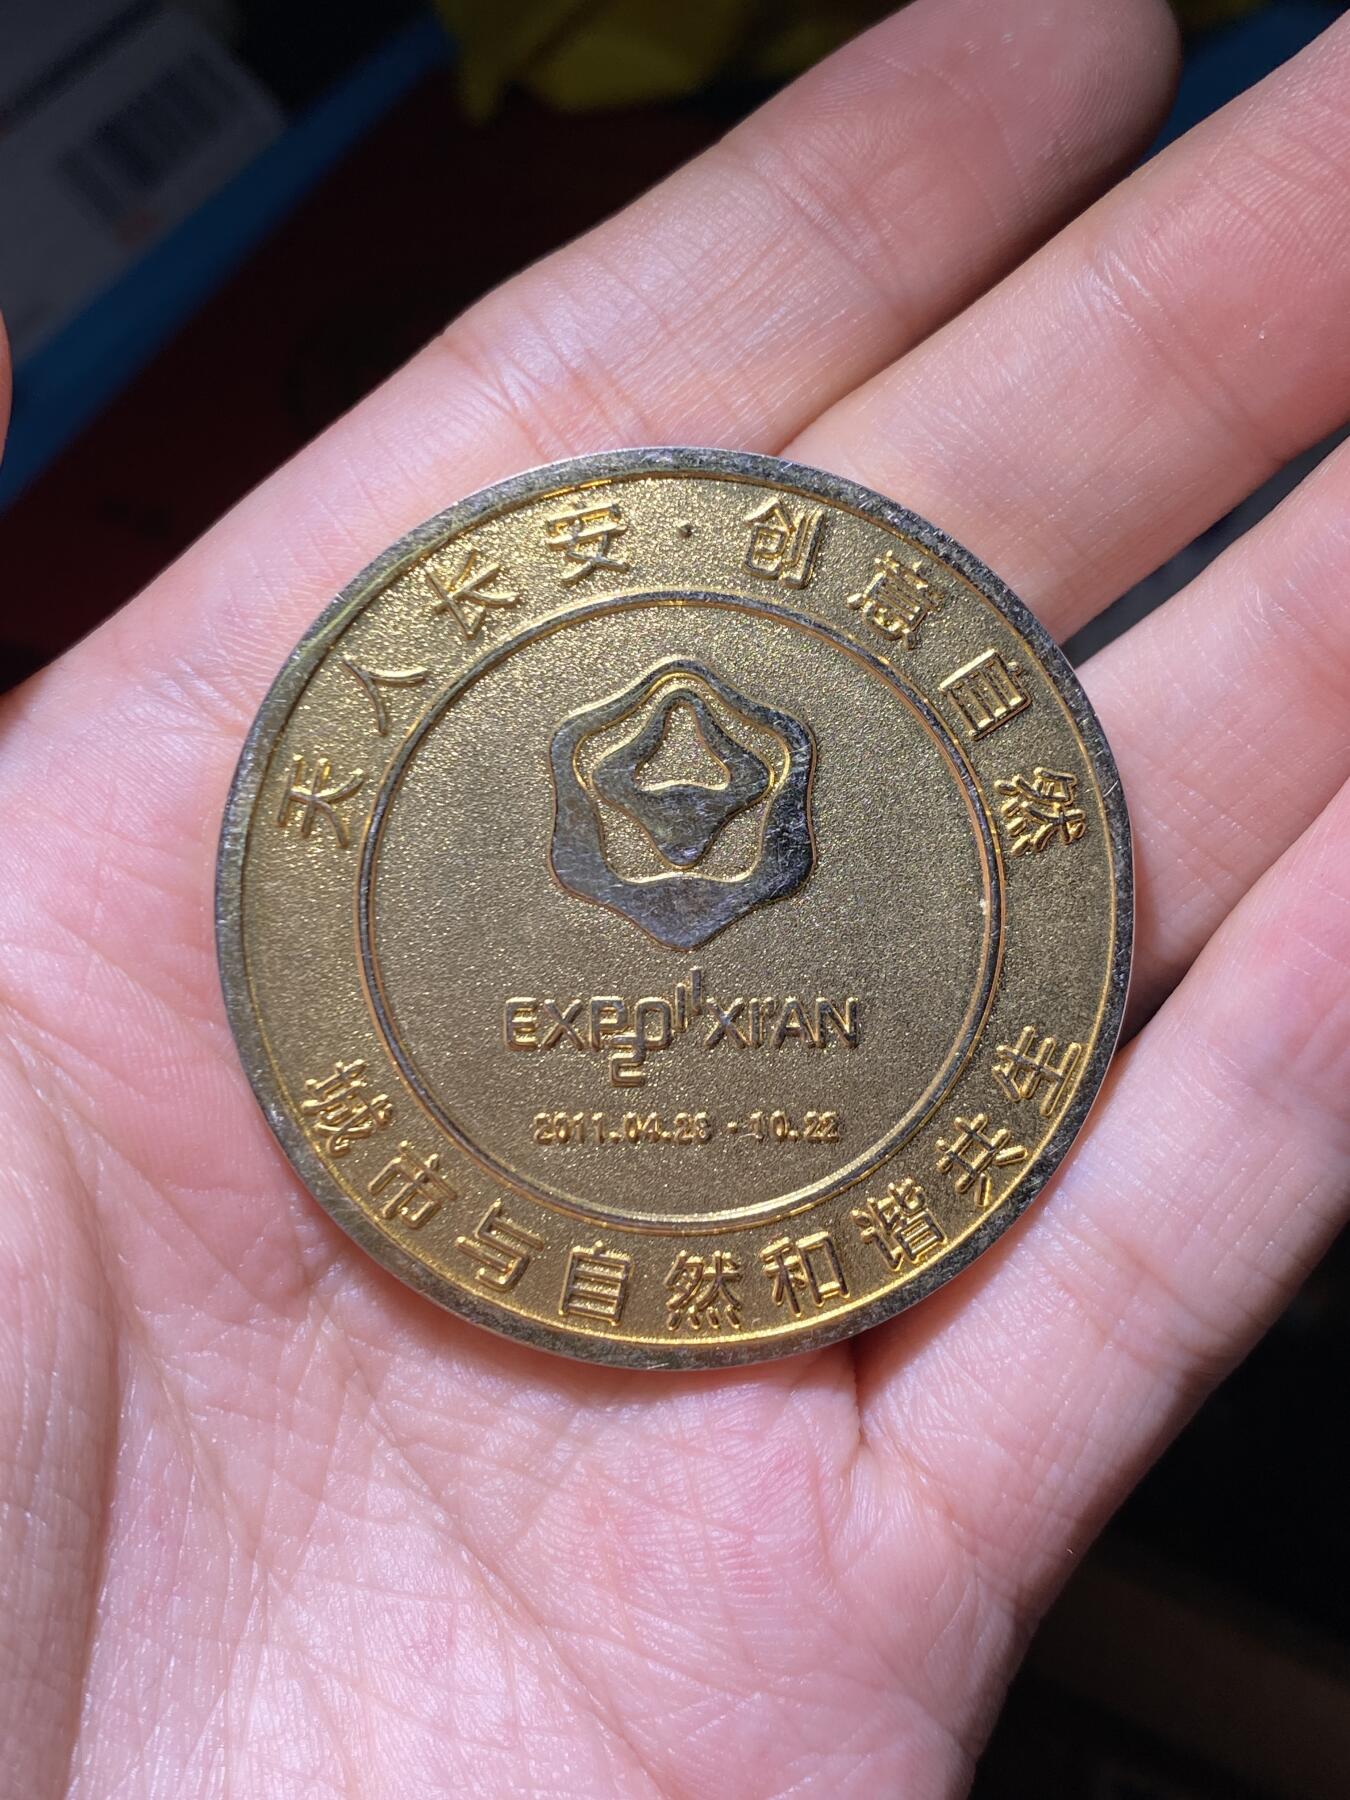 天人长安·创意自然
EXPO 2011 XI'AN
2011.04.28 - 10.22
城市与自然和谐共生